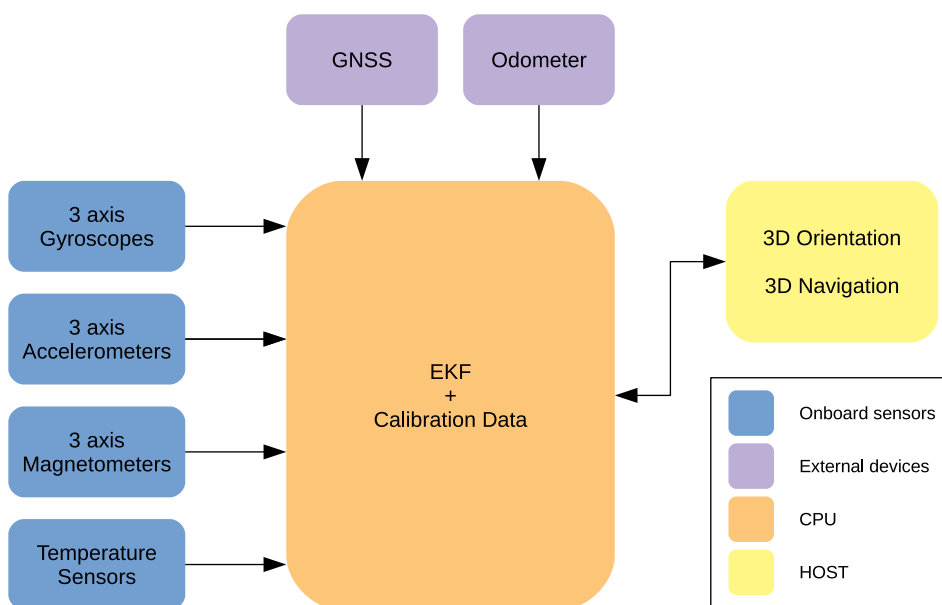 GNSS
Odometer
3 axis
Gyroscopes
3 axis
Accelerometers
3 axis
Magnetometers
Temperature
Sensors
EKF
+
Calibration Data
3D Orientation
3D Navigation
Onboard sensors
External devices
CPU
HOST